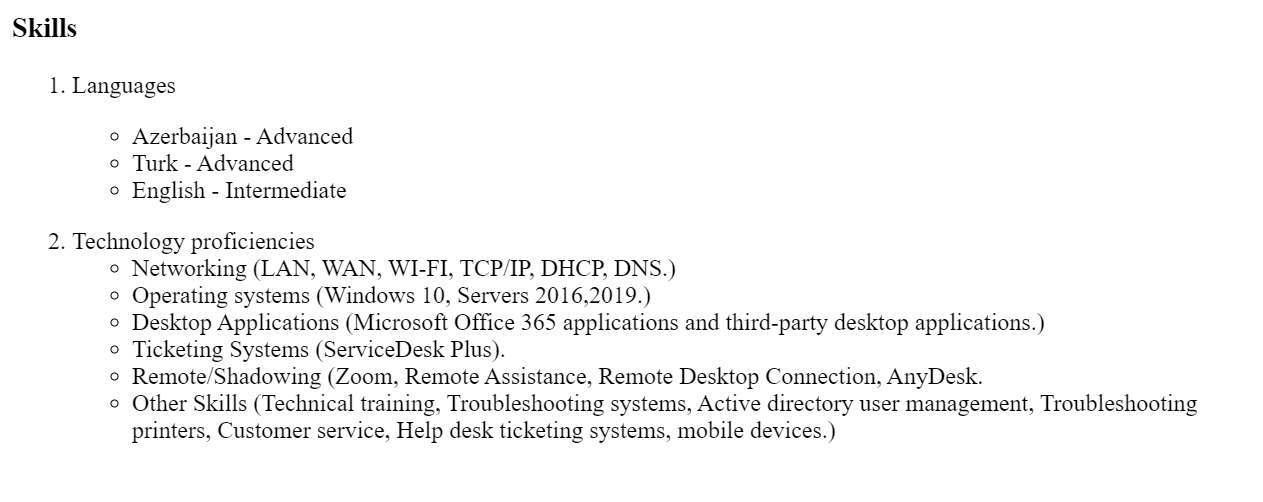 Skills
1. Languages
Azerbaijan - Advanced
Turk - Advanced
English - Intermediate
2. Technology proficiencies
Networking (LAN, WAN, WI-FI, TCP/IP, DHCP, DNS.)
Operating systems (Windows 10, Servers 2016,2019.)
Desktop Applications (Microsoft Office 365 applications and third-party desktop applications.)
Ticketing Systems (ServiceDesk Plus).
Remote/Shadowing (Zoom, Remote Assistance, Remote Desktop Connection, AnyDesk.
Other Skills (Technical training, Troubleshooting systems, Active directory user management, Troubleshooting
printers, Customer service, Help desk ticketing systems, mobile devices.)